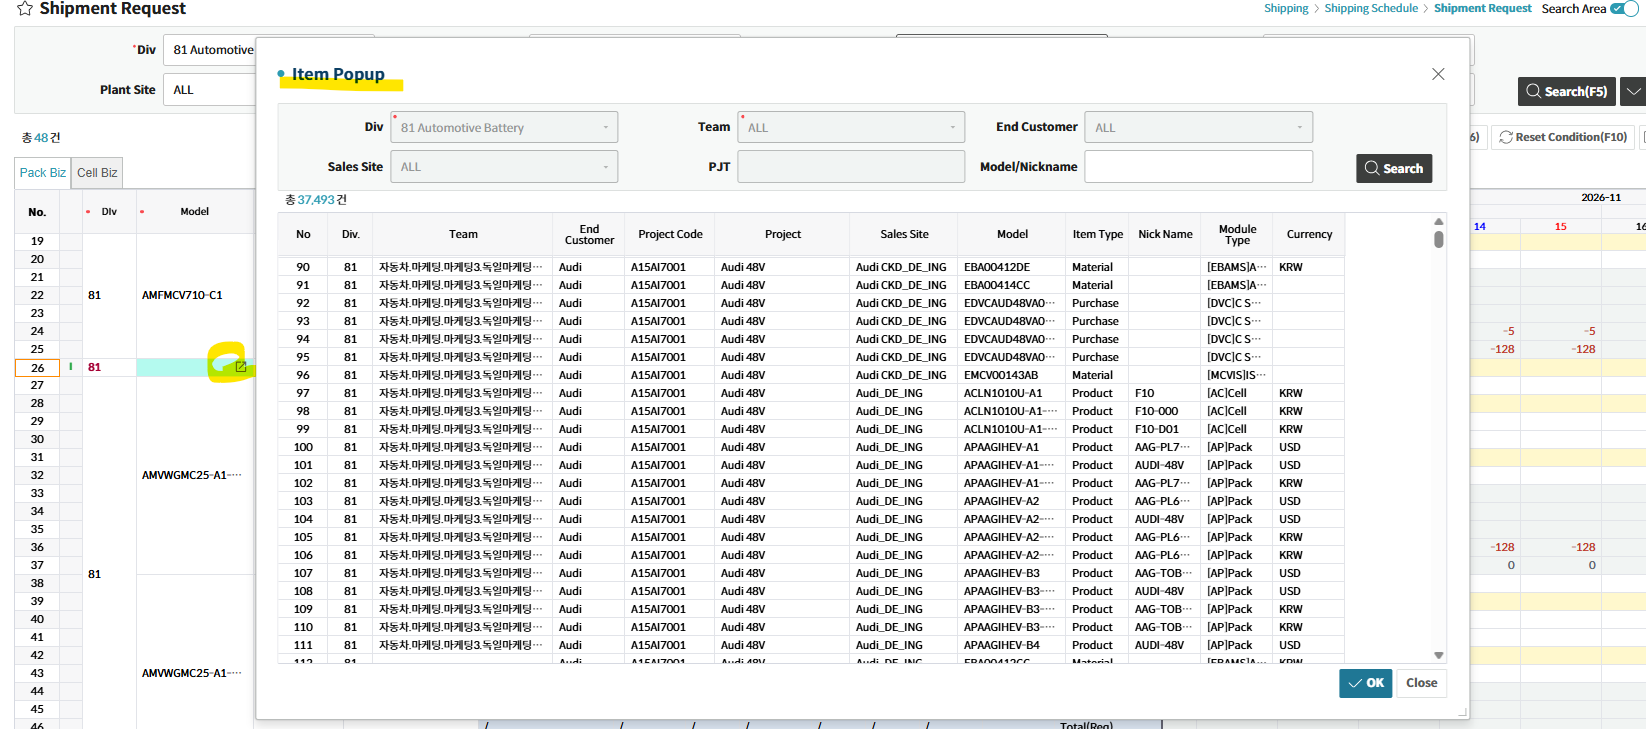 Shipment Request
Shipping > Shipping Schedule > Shipment Request Search Area
*Div 81 Automotive
Plant Site ALL
Search(F5)
총 48 건
Reset Condition(F10)
Pack Biz Cell Biz
No. Div Model
2026-11
14 15 16
19
20
21
22 81 AMFMCV710-C1
23
24 -5 -5
25 -128 -128
26 I 81
27
28
29
30
31
32 AMVWGMC25-A1-···
33
34
35
36 -128 -128
37 0 0
81
38
39
40
41
42
43 AMVWGMC25-A1-···
44
45
46
Total(Req)
Item Popup
Div 81 Automotive Battery Team ALL End Customer ALL
Sales Site ALL PJT Model/Nickname Search
총 37,493 건
No Div. Team End Customer Project Code Project Sales Site Model Item Type Nick Name Module Type Currency
90 81 자동차.마케팅.마케팅3.독일마케팅··· Audi A15AI7001 Audi 48V Audi CKD_DE_ING EBA00412DE Material [EBAMS]A··· KRW
91 81 자동차.마케팅.마케팅3.독일마케팅··· Audi A15AI7001 Audi 48V Audi CKD_DE_ING EBA00414CC Material [EBAMS]A···
92 81 자동차.마케팅.마케팅3.독일마케팅··· Audi A15AI7001 Audi 48V Audi CKD_DE_ING EDVCAUD48VA0··· Purchase [DVC]C S···
93 81 자동차.마케팅.마케팅3.독일마케팅··· Audi A15AI7001 Audi 48V Audi CKD_DE_ING EDVCAUD48VA0··· Purchase [DVC]C S···
94 81 자동차.마케팅.마케팅3.독일마케팅··· Audi A15AI7001 Audi 48V Audi CKD_DE_ING EDVCAUD48VA0··· Purchase [DVC]C S···
95 81 자동차.마케팅.마케팅3.독일마케팅··· Audi A15AI7001 Audi 48V Audi CKD_DE_ING EDVCAUD48VA0··· Purchase [DVC]C S···
96 81 자동차.마케팅.마케팅3.독일마케팅··· Audi A15AI7001 Audi 48V Audi CKD_DE_ING EMCV00143AB Material [MCVIS]IS···
97 81 자동차.마케팅.마케팅3.독일마케팅··· Audi A15AI7001 Audi 48V Audi_DE_ING ACLN1010U-A1 Product F10 [AC]Cell KRW
98 81 자동차.마케팅.마케팅3.독일마케팅··· Audi A15AI7001 Audi 48V Audi_DE_ING ACLN1010U-A1-··· Product F10-000 [AC]Cell KRW
99 81 자동차.마케팅.마케팅3.독일마케팅··· Audi A15AI7001 Audi 48V Audi_DE_ING ACLN1010U-A1-··· Product F10-D01 [AC]Cell KRW
100 81 자동차.마케팅.마케팅3.독일마케팅··· Audi A15AI7001 Audi 48V Audi_DE_ING APAAGIHEV-A1 Product AAG-PL7··· [AP]Pack USD
101 81 자동차.마케팅.마케팅3.독일마케팅··· Audi A15AI7001 Audi 48V Audi_DE_ING APAAGIHEV-A1-··· Product AUDI-48V [AP]Pack USD
102 81 자동차.마케팅.마케팅3.독일마케팅··· Audi A15AI7001 Audi 48V Audi_DE_ING APAAGIHEV-A1-··· Product AAG-PL7··· [AP]Pack KRW
103 81 자동차.마케팅.마케팅3.독일마케팅··· Audi A15AI7001 Audi 48V Audi_DE_ING APAAGIHEV-A2 Product AAG-PL6··· [AP]Pack USD
104 81 자동차.마케팅.마케팅3.독일마케팅··· Audi A15AI7001 Audi 48V Audi_DE_ING APAAGIHEV-A2-··· Product AUDI-48V [AP]Pack USD
105 81 자동차.마케팅.마케팅3.독일마케팅··· Audi A15AI7001 Audi 48V Audi_DE_ING APAAGIHEV-A2-··· Product AAG-PL6··· [AP]Pack KRW
106 81 자동차.마케팅.마케팅3.독일마케팅··· Audi A15AI7001 Audi 48V Audi_DE_ING APAAGIHEV-A2-··· Product AAG-PL6··· [AP]Pack KRW
107 81 자동차.마케팅.마케팅3.독일마케팅··· Audi A15AI7001 Audi 48V Audi_DE_ING APAAGIHEV-B3 Product AAG-TOB··· [AP]Pack USD
108 81 자동차.마케팅.마케팅3.독일마케팅··· Audi A15AI7001 Audi 48V Audi_DE_ING APAAGIHEV-B3-··· Product AUDI-48V [AP]Pack USD
109 81 자동차.마케팅.마케팅3.독일마케팅··· Audi A15AI7001 Audi 48V Audi_DE_ING APAAGIHEV-B3-··· Product AAG-TOB··· [AP]Pack KRW
110 81 자동차.마케팅.마케팅3.독일마케팅··· Audi A15AI7001 Audi 48V Audi_DE_ING APAAGIHEV-B3-··· Product AAG-TOB··· [AP]Pack KRW
111 81 자동차.마케팅.마케팅3.독일마케팅··· Audi A15AI7001 Audi 48V Audi_DE_ING APAAGIHEV-B4 Product AUDI-48V [AP]Pack USD
OK Close